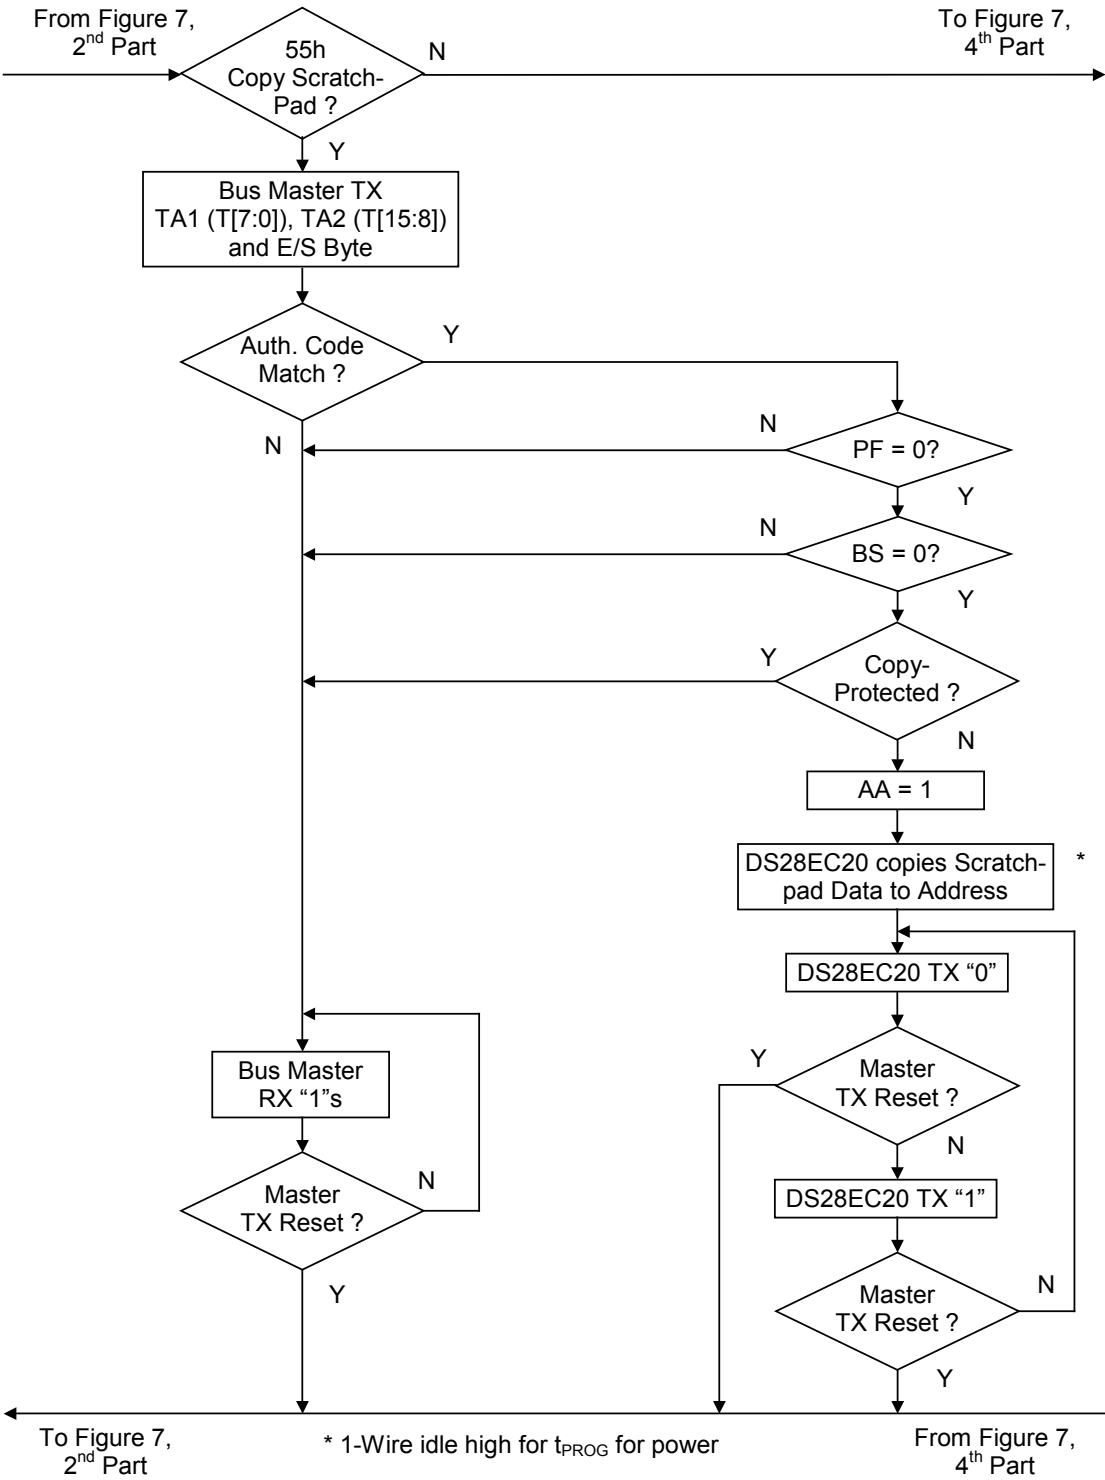 From Figure 7,
2nd Part
To Figure 7,
4th Part
55h
Copy Scratch-
Pad ?
N
Y
Bus Master TX
TA1 (T[7:0]), TA2 (T[15:8])
and E/S Byte
Auth. Code
Match ?
Y
N
N
PF = 0?
Y
N
BS = 0?
Y
Y
Copy-
Protected ?
N
AA = 1
DS28EC20 copies Scratch-
pad Data to Address
*
DS28EC20 TX “0”
Y
Master
TX Reset ?
N
DS28EC20 TX “1”
Master
TX Reset ?
N
Y
Bus Master
RX “1”s
Master
TX Reset ?
N
Y
To Figure 7,
2nd Part
* 1-Wire idle high for tPROG for power
From Figure 7,
4th Part